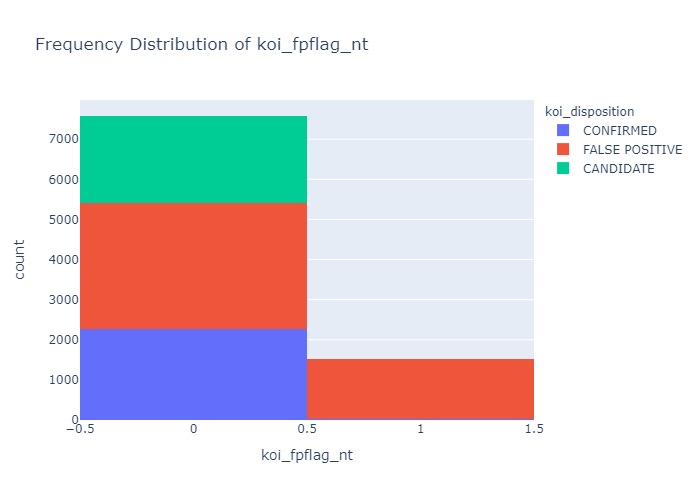 Frequency Distribution of koi_fpflag_nt
koi_disposition
CONFIRMED
FALSE POSITIVE
CANDIDATE
count
7000
6000
5000
4000
3000
2000
1000
0
−0.5
0
0.5
1
1.5
koi_fpflag_nt